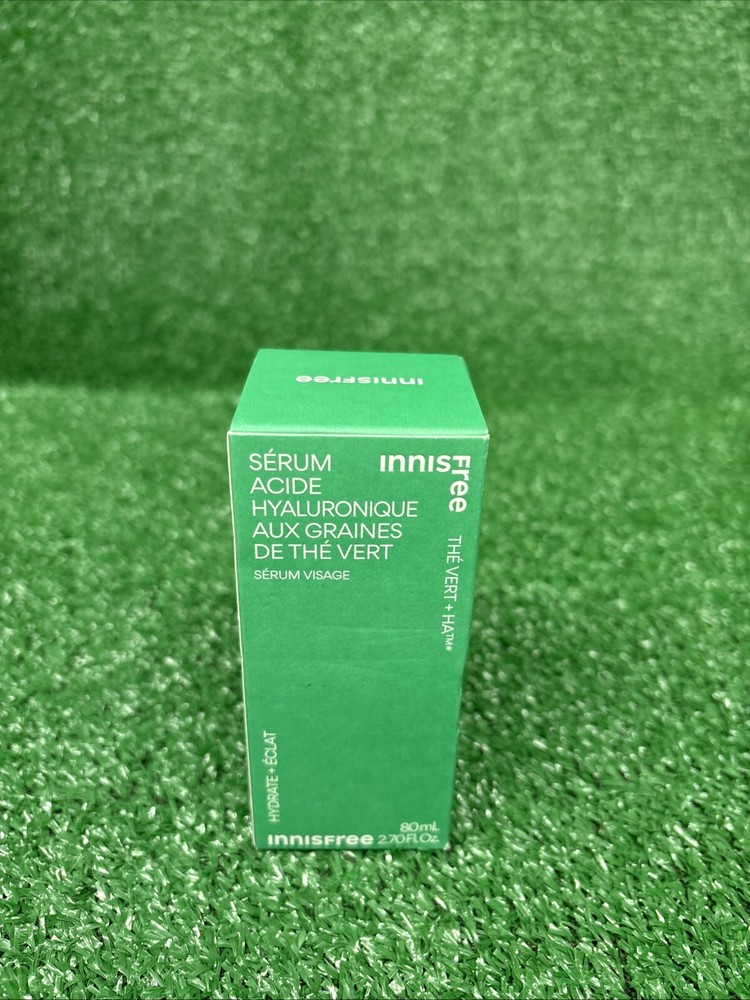 innisfree
SÉRUM
ACIDE
HYALURONIQUE
AUX GRAINES
DE THÉ VERT
SÉRUM VISAGE
innisfree
THÉ VERT + HA™*
HYDRATE + ÉCLAT
innisfree
80 mL
2.70 Fl. Oz.